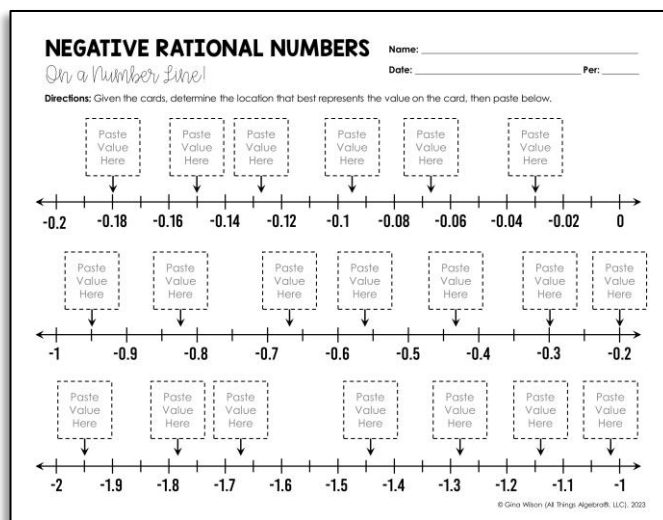 NEGATIVE RATIONAL NUMBERS
On a Number Line!
Name:
Date: Per:
Directions: Given the cards, determine the location that best represents the value on the card, then paste below.
Paste Value Here Paste Value Here Paste Value Here Paste Value Here Paste Value Here Paste Value Here
-0.2 -0.18 -0.16 -0.14 -0.12 -0.1 -0.08 -0.06 -0.04 -0.02 0
Paste Value Here Paste Value Here Paste Value Here Paste Value Here Paste Value Here Paste Value Here Paste Value Here
-1 -0.9 -0.8 -0.7 -0.6 -0.5 -0.4 -0.3 -0.2
Paste Value Here Paste Value Here Paste Value Here Paste Value Here Paste Value Here Paste Value Here Paste Value Here
-2 -1.9 -1.8 -1.7 -1.6 -1.5 -1.4 -1.3 -1.2 -1.1 -1
© Gina Wilson (All Things Algebra®, LLC), 2023